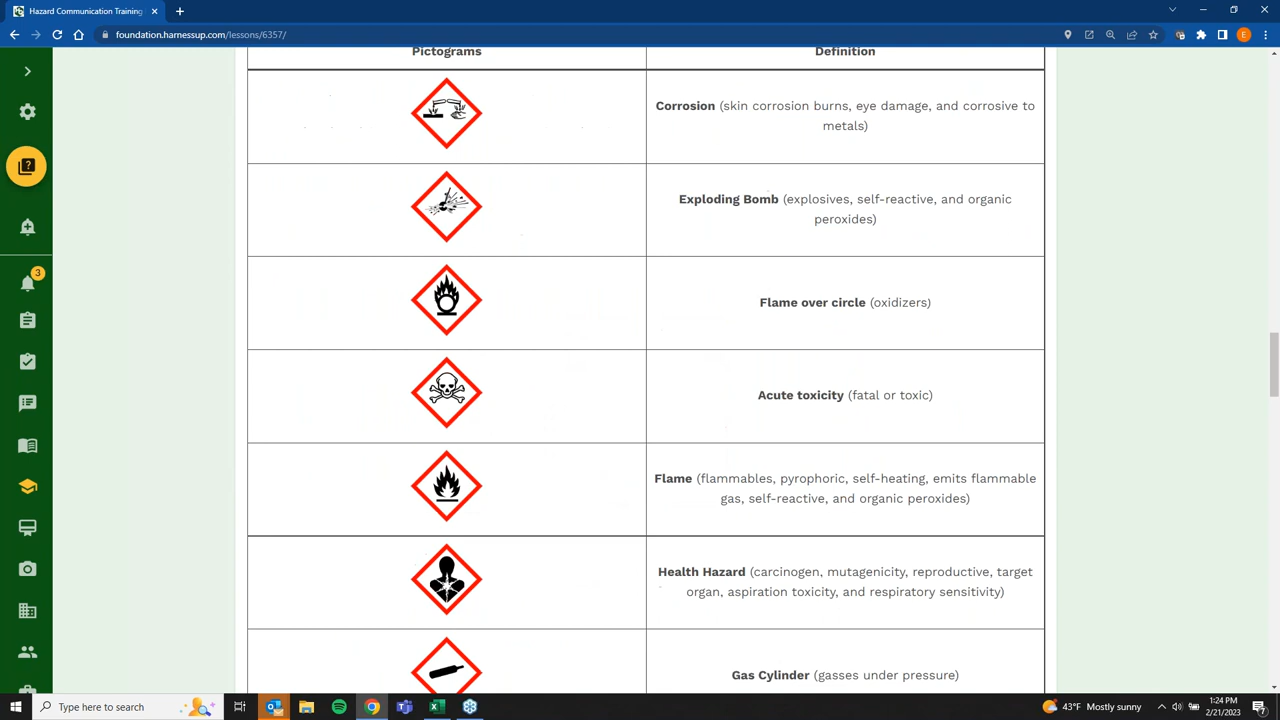 Hazard Communication Training
foundation.harnessup.com/lessons/6357/
E
3
Pictograms
Definition
Corrosion (skin corrosion burns, eye damage, and corrosive to
metals)
Exploding Bomb (explosives, self-reactive, and organic
peroxides)
Flame over circle (oxidizers)
Acute toxicity (fatal or toxic)
Flame (flammables, pyrophoric, self-heating, emits flammable
gas, self-reactive, and organic peroxides)
Health Hazard (carcinogen, mutagenicity, reproductive, target
organ, aspiration toxicity, and respiratory sensitivity)
Gas Cylinder (gasses under pressure)
Type here to search
43°F Mostly sunny
1:24 PM
2/21/2023